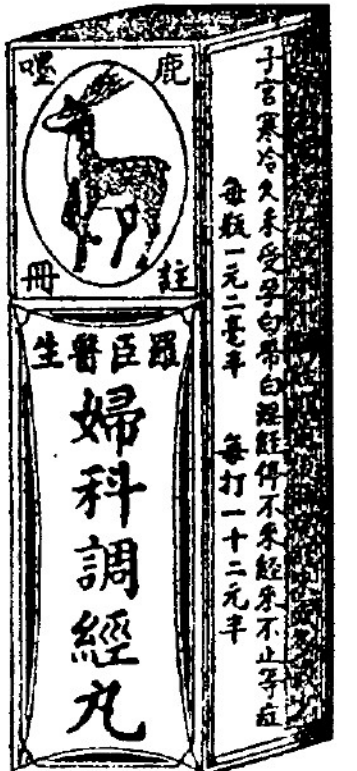 鹿嘜
註冊
羅臣醫生
婦科調經丸
子宮寒冷久未受孕白帶白淫經停不來經來不止等症
每瓶一元二毫半
每打一十二元半